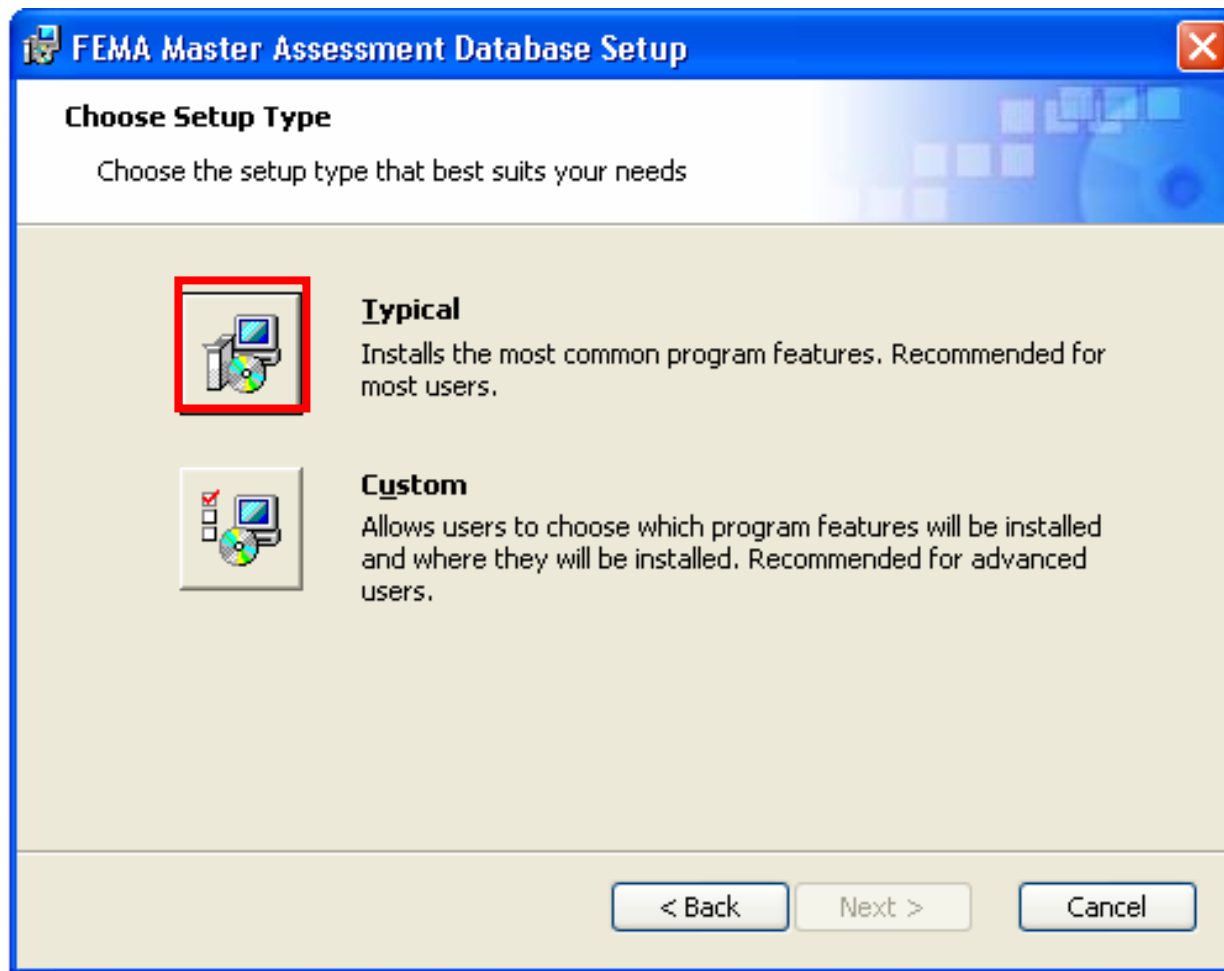 FEMA Master Assessment Database Setup
Choose Setup Type
Choose the setup type that best suits your needs
Typical
Installs the most common program features. Recommended for
most users.
Custom
Allows users to choose which program features will be installed
and where they will be installed. Recommended for advanced
users.
< Back
Next >
Cancel